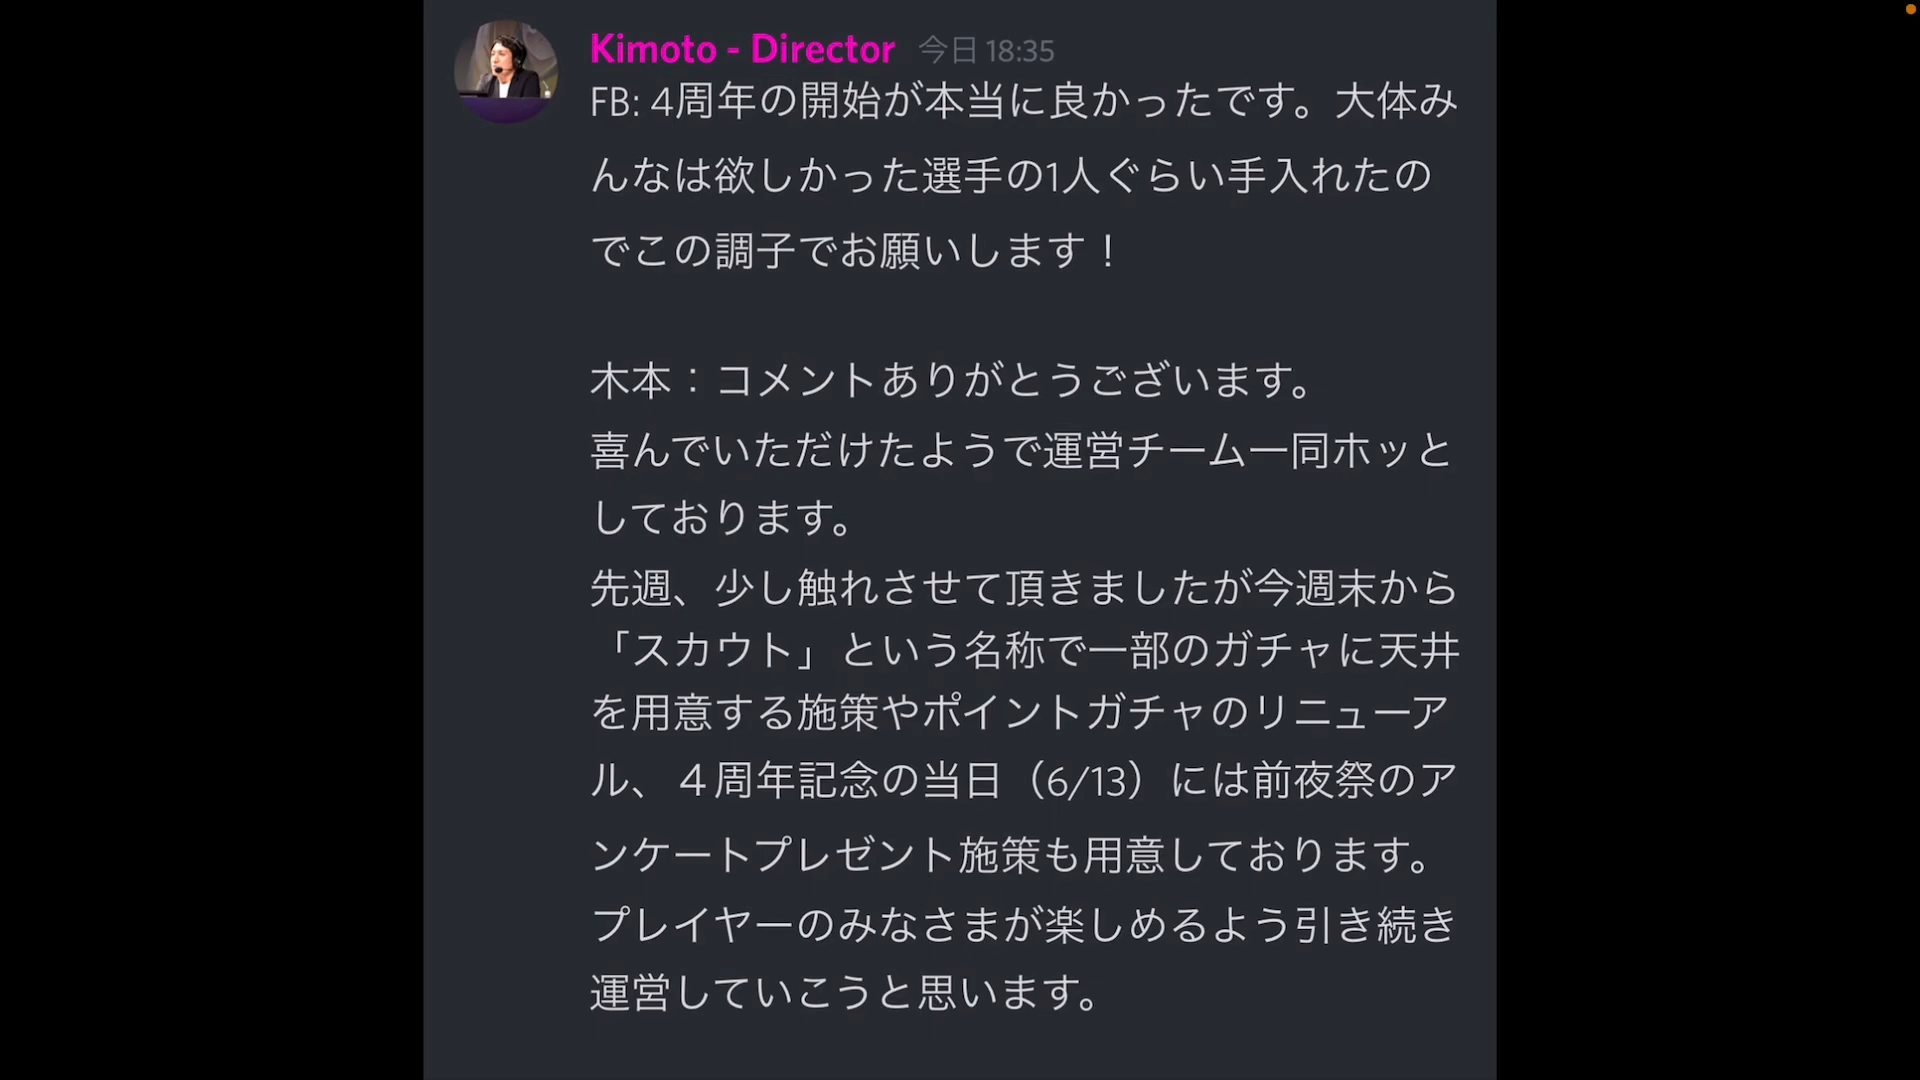 Kimoto - Director 今日 18:35
FB: 4周年の開始が本当に良かったです。大体み
んなは欲しかった選手の1人ぐらい手入れたの
でこの調子でお願いします！
木本：コメントありがとうございます。
喜んでいただけたようで運営チーム一同ホッと
しております。
先週、少し触れさせて頂きましたが今週末から
「スカウト」という名称で一部のガチャに天井
を用意する施策やポイントガチャのリニューア
ル、４周年記念の当日（6/13）には前夜祭のア
ンケートプレゼント施策も用意しております。
プレイヤーのみなさまが楽しめるよう引き続き
運営していこうと思います。